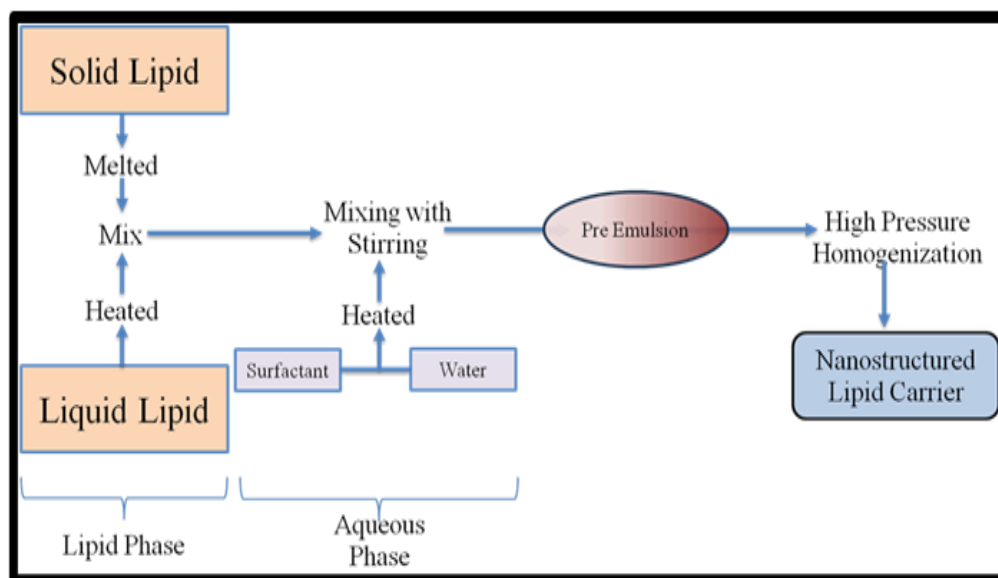 Solid Lipid
Melted
Mix
Heated
Liquid Lipid
Lipid Phase
Mixing with
Stirring
Heated
Surfactant
Water
Aqueous
Phase
Pre Emulsion
High Pressure
Homogenization
Nanostructured
Lipid Carrier